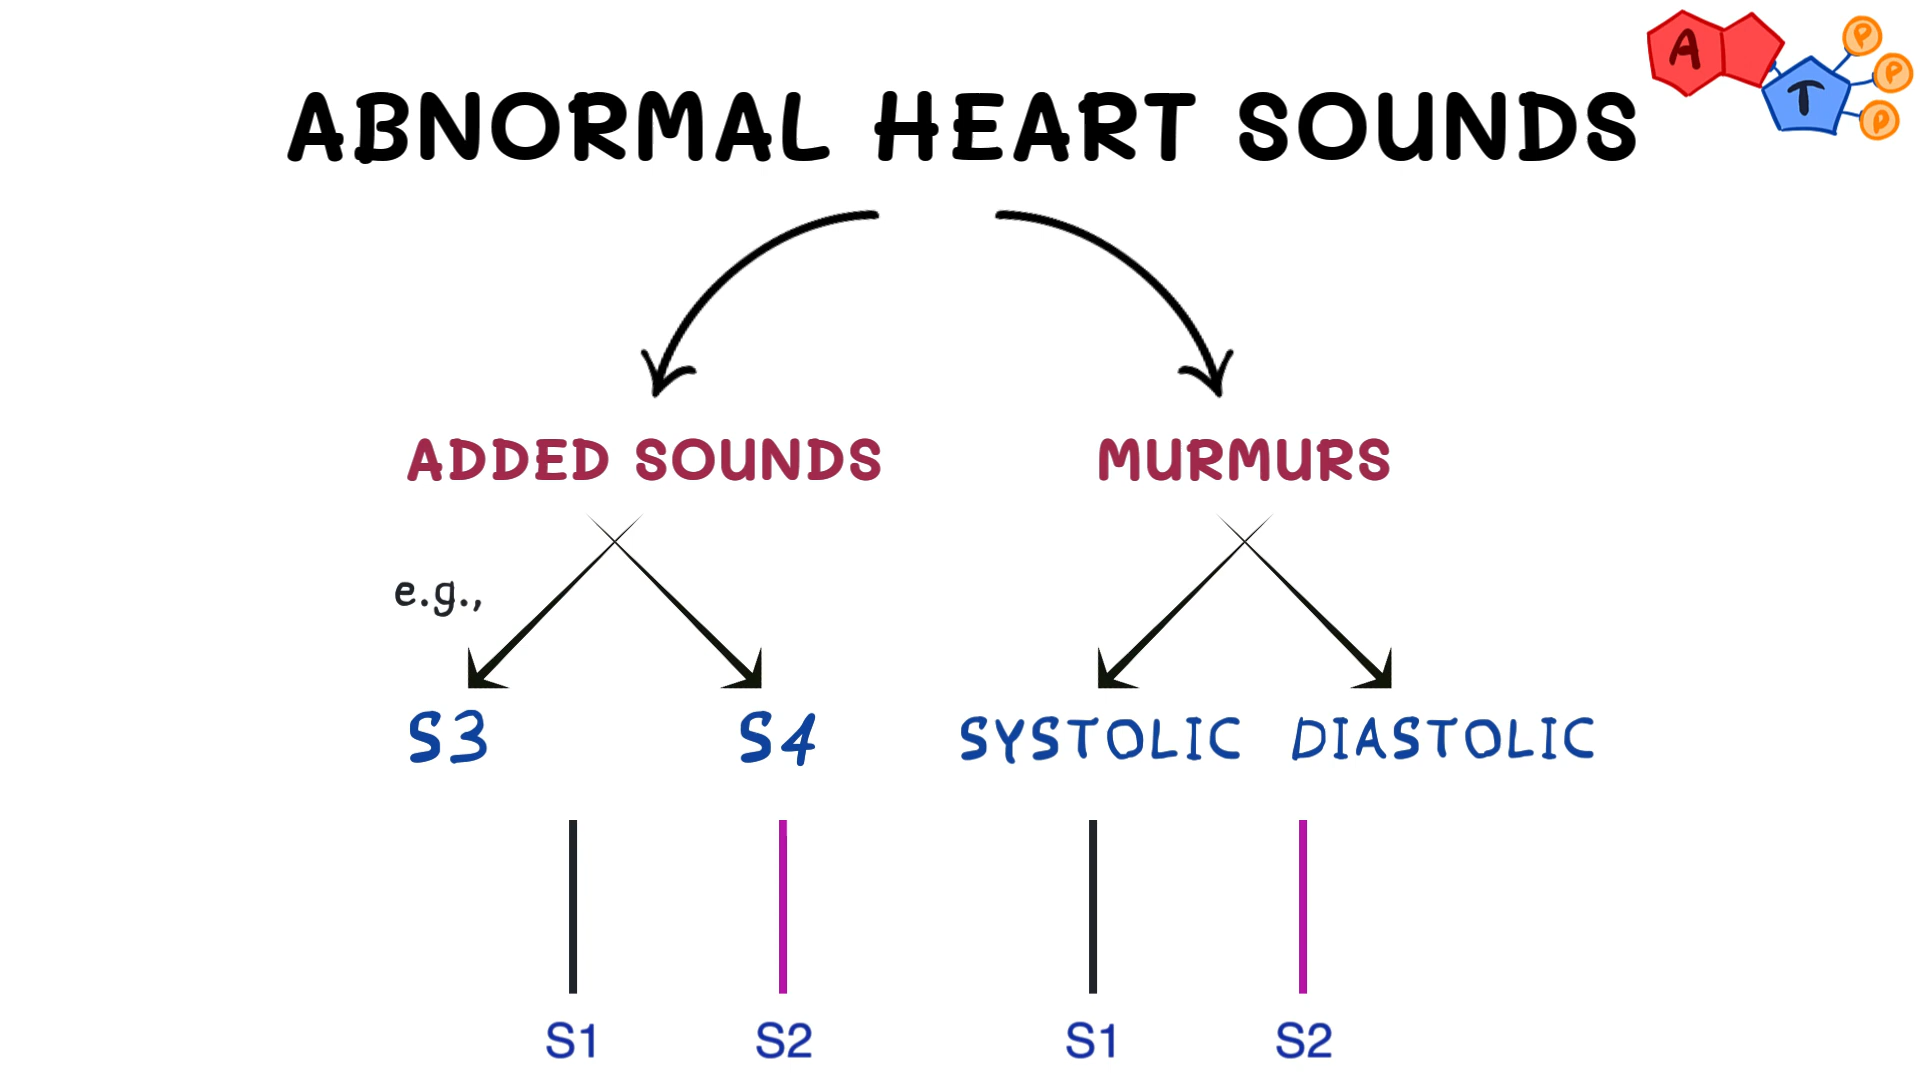 A T P P P
ABNORMAL HEART SOUNDS
ADDED SOUNDS MURMURS
e.g.,
S3 S4 SYSTOLIC DIASTOLIC
S1 S2 S1 S2